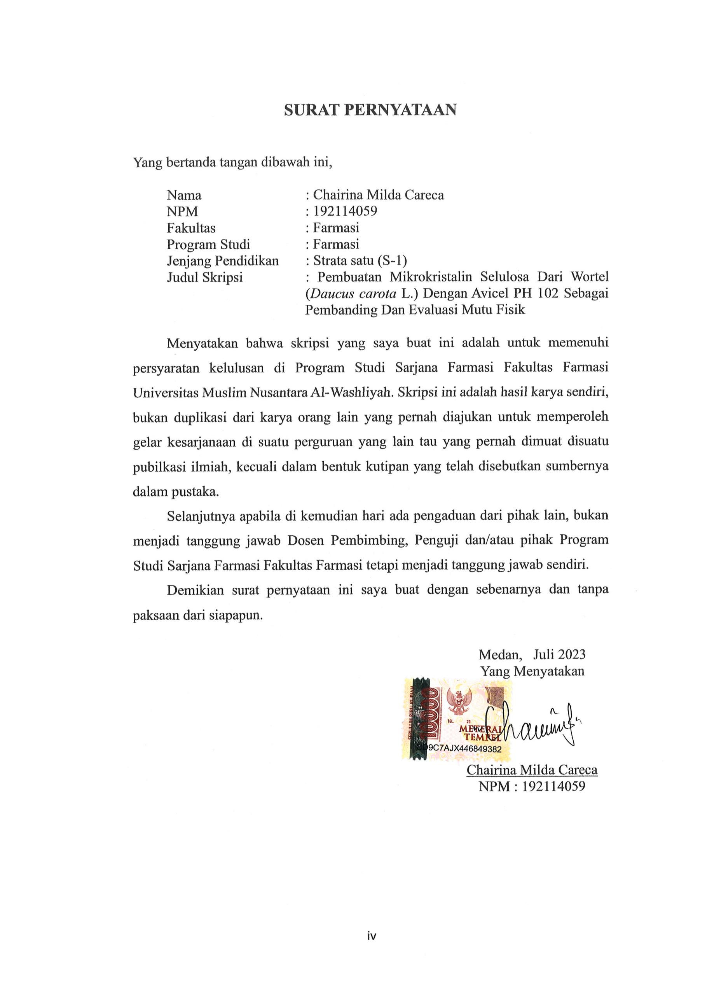 SURAT PERNYATAAN
Yang bertanda tangan dibawah ini,
Nama : Chairina Milda Careca
NPM : 192114059
Fakultas : Farmasi
Program Studi : Farmasi
Jenjang Pendidikan : Strata satu (S-1)
Judul Skripsi : Pembuatan Mikrokristalin Selulosa Dari Wortel
(Daucus carota L.) Dengan Avicel PH 102 Sebagai
Pembanding Dan Evaluasi Mutu Fisik
Menyatakan bahwa skripsi yang saya buat ini adalah untuk memenuhi
persyaratan kelulusan di Program Studi Sarjana Farmasi Fakultas Farmasi
Universitas Muslim Nusantara Al-Washliyah. Skripsi ini adalah hasil karya sendiri,
bukan duplikasi dari karya orang lain yang pernah diajukan untuk memperoleh
gelar kesarjanaan di suatu perguruan yang lain tau yang pernah dimuat disuatu
pubilkasi ilmiah, kecuali dalam bentuk kutipan yang telah disebutkan sumbernya
dalam pustaka.
Selanjutnya apabila di kemudian hari ada pengaduan dari pihak lain, bukan
menjadi tanggung jawab Dosen Pembimbing, Penguji dan/atau pihak Program
Studi Sarjana Farmasi Fakultas Farmasi tetapi menjadi tanggung jawab sendiri.
Demikian surat pernyataan ini saya buat dengan sebenarnya dan tanpa
paksaan dari siapapun.
Medan, Juli 2023
Yang Menyatakan
SEPULUH RIBU RUPIAH
10000
TGL. 20
METERAI
TEMPEL
9C7AJX446849382
Chairina Milda Careca
NPM : 192114059
iv